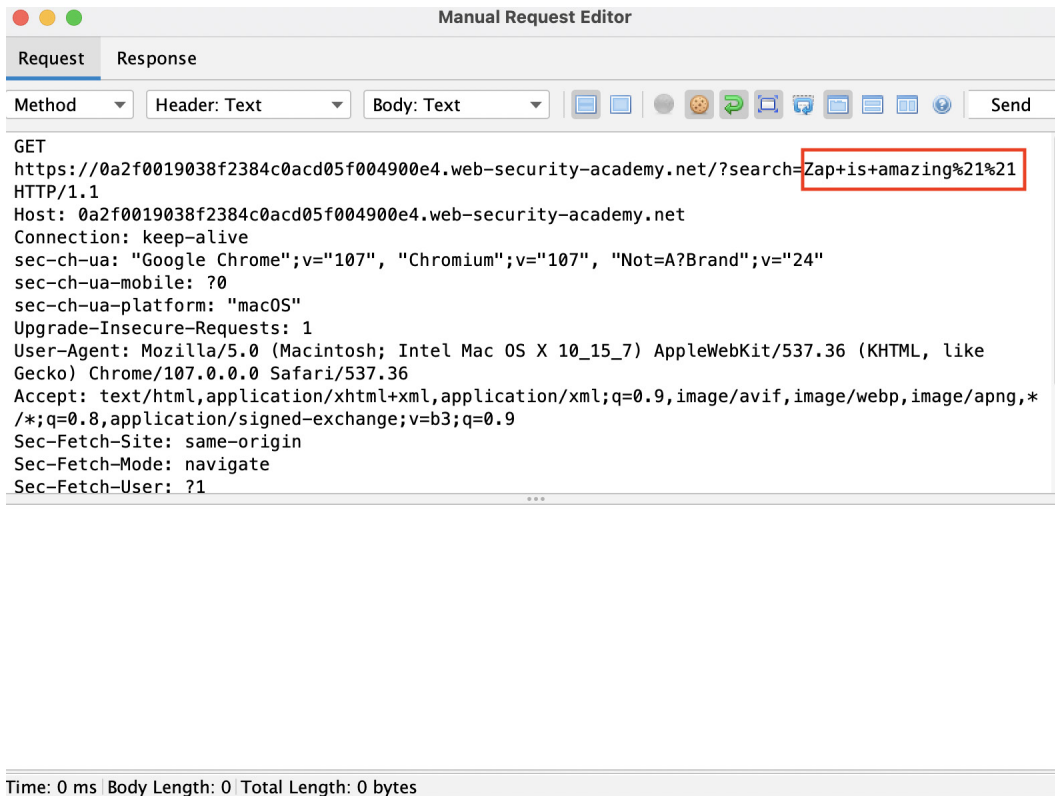 Manual Request Editor
Request Response
Method Header: Text Body: Text Send
GET
https://0a2f0019038f2384c0acd05f004900e4.web-security-academy.net/?search=Zap+is+amazing%21%21
HTTP/1.1
Host: 0a2f0019038f2384c0acd05f004900e4.web-security-academy.net
Connection: keep-alive
sec-ch-ua: "Google Chrome";v="107", "Chromium";v="107", "Not=A?Brand";v="24"
sec-ch-ua-mobile: ?0
sec-ch-ua-platform: "macOS"
Upgrade-Insecure-Requests: 1
User-Agent: Mozilla/5.0 (Macintosh; Intel Mac OS X 10_15_7) AppleWebKit/537.36 (KHTML, like
Gecko) Chrome/107.0.0.0 Safari/537.36
Accept: text/html,application/xhtml+xml,application/xml;q=0.9,image/avif,image/webp,image/apng,*
/*;q=0.8,application/signed-exchange;v=b3;q=0.9
Sec-Fetch-Site: same-origin
Sec-Fetch-Mode: navigate
Sec-Fetch-User: ?1
Time: 0 ms Body Length: 0 Total Length: 0 bytes